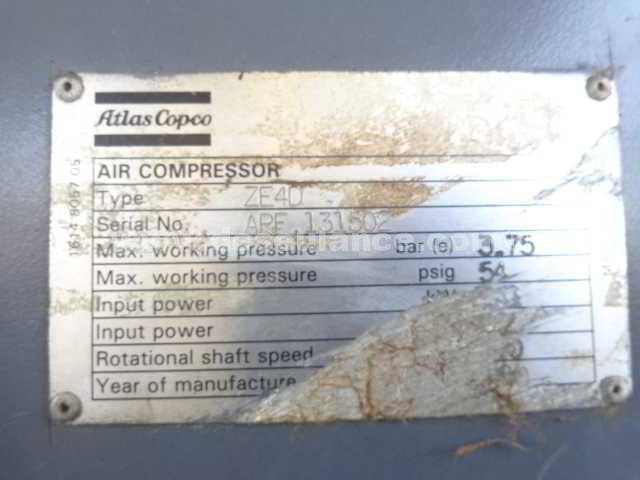 Atlas Copco
AIR COMPRESSOR
Type ZE4D
Serial No. ARF 131502
Max. working pressure bar (e) 3.75
Max. working pressure psig 54
Input power
Input power
Rotational shaft speed
Year of manufacture